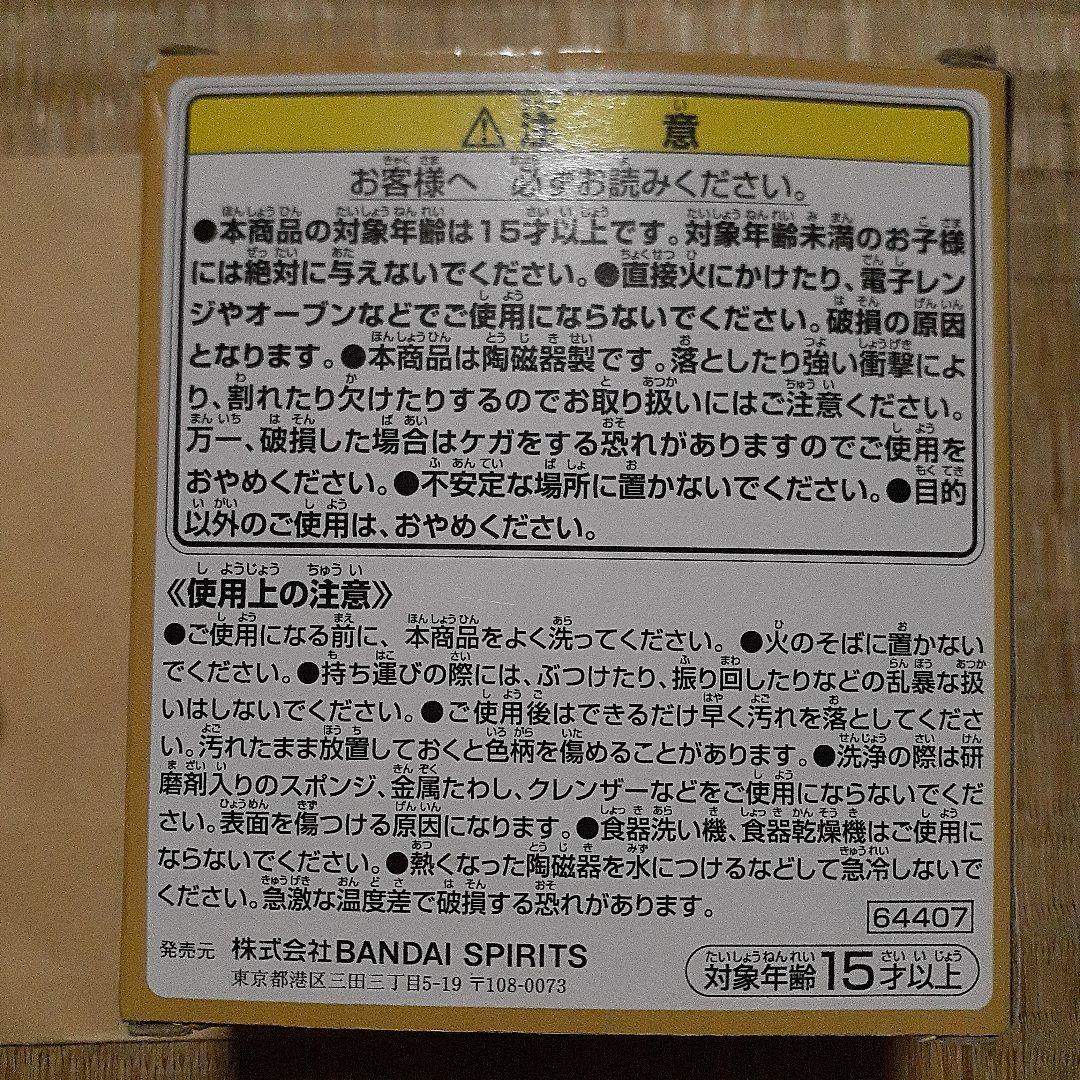 ⚠注意
お客様へ 必ずお読みください。
●本商品の対象年齢は15才以上です。対象年齢未満のお子様
には絶対に与えないでください。●直接火にかけたり、電子レン
ジやオーブンなどでご使用にならないでください。破損の原因
となります。●本商品は陶磁器製です。落としたり強い衝撃によ
り、割れたり欠けたりするのでお取り扱いにはご注意ください。
万一、破損した場合はケガをする恐れがありますのでご使用を
おやめください。●不安定な場所に置かないでください。●目的
以外のご使用は、おやめください。
《使用上の注意》
●ご使用になる前に、本商品をよく洗ってください。●火のそばに置かない
でください。●持ち運びの際には、ぶつけたり、振り回したりなどの乱暴な扱
いはしないでください。●ご使用後はできるだけ早く汚れを落としてくださ
い。汚れたまま放置しておくと色柄を傷めることがあります。●洗浄の際は研
磨剤入りのスポンジ、金属たわし、クレンザーなどをご使用にならないでくだ
さい。表面を傷つける原因になります。●食器洗い機、食器乾燥機はご使用に
ならないでください。●熱くなった陶磁器を水につけるなどして急冷しないで
ください。急激な温度差で破損する恐れがあります。
64407
発売元 株式会社BANDAI SPIRITS
東京都港区三田三丁目5-19 〒108-0073
対象年齢15才以上